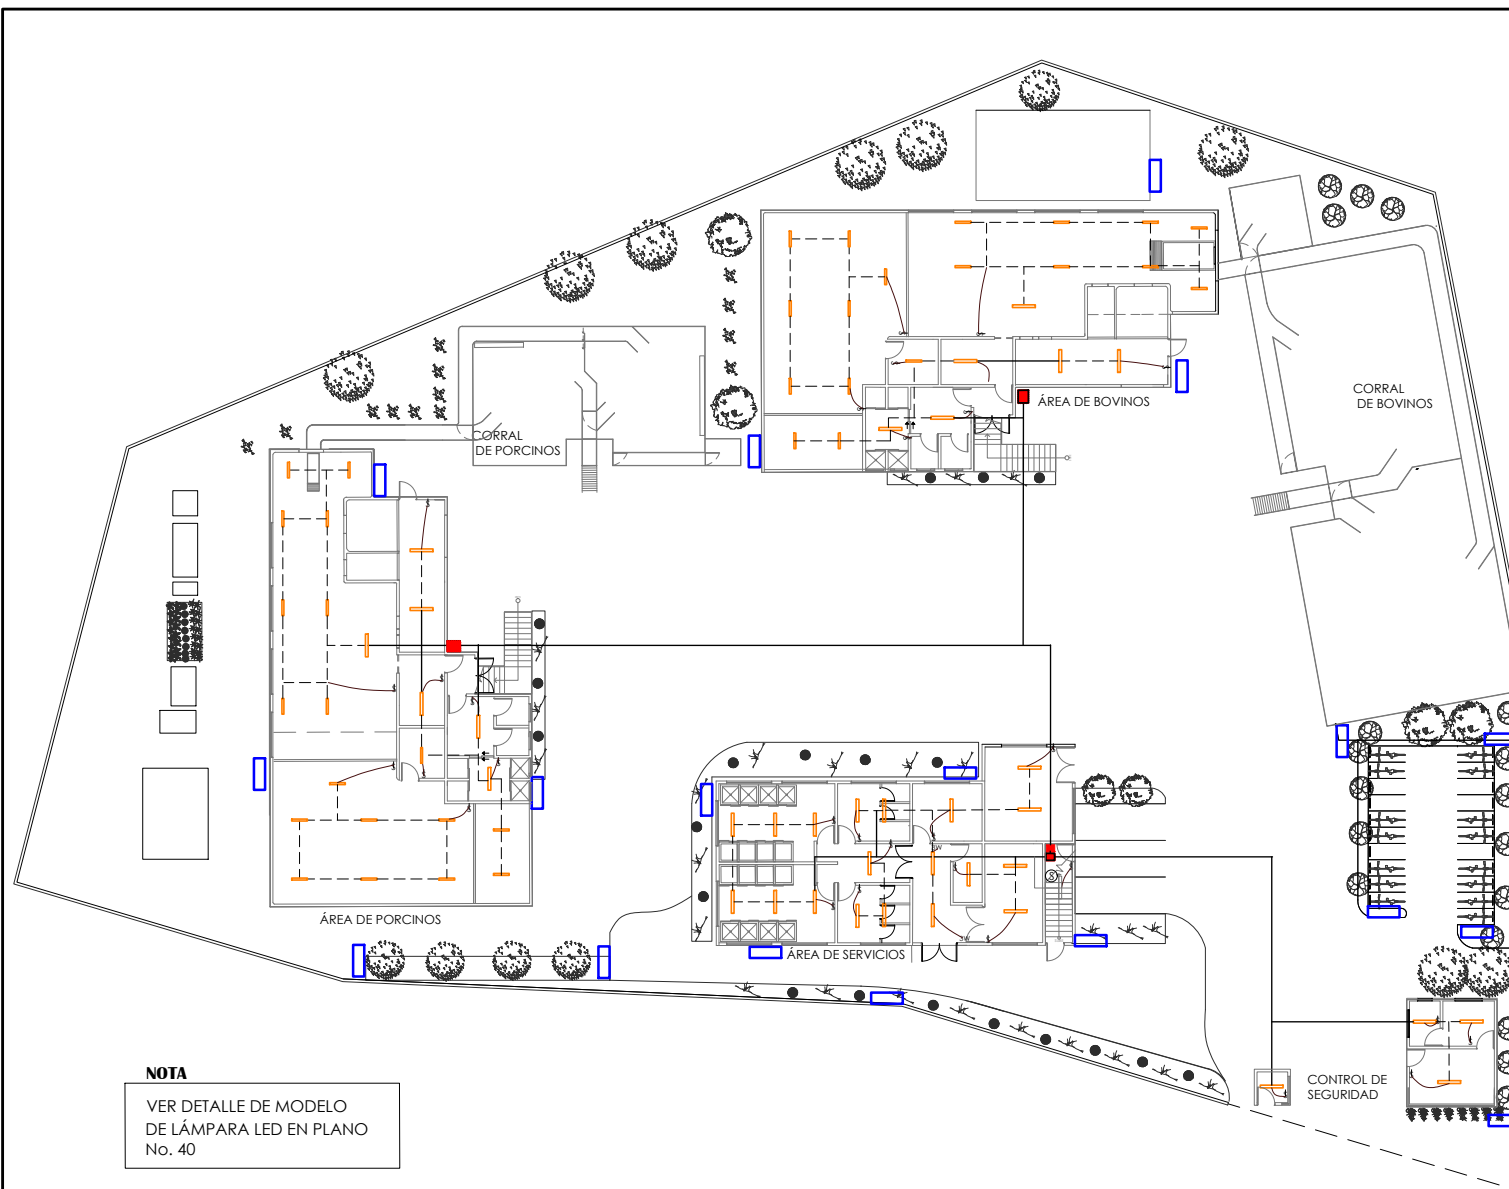 CORRAL
DE BOVINOS
ÁREA DE BOVINOS
CORRAL
DE PORCINOS
ÁREA DE PORCINOS
ÁREA DE SERVICIOS
CONTROL DE
SEGURIDAD
NOTA
VER DETALLE DE MODELO
DE LÁMPARA LED EN PLANO
No. 40